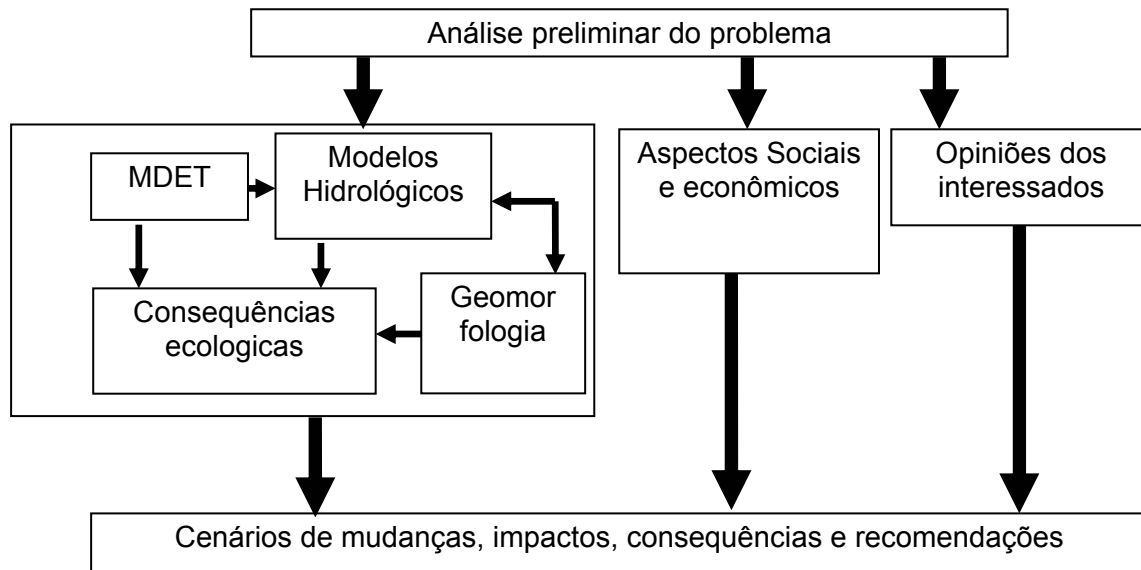 Análise preliminar do problema
MDET
Modelos
Hidrológicos
Aspectos Sociais
e econômicos
Opiniões dos
interessados
Consequências
ecologicas
Geomor
fologia
Cenários de mudanças, impactos, consequências e recomendações